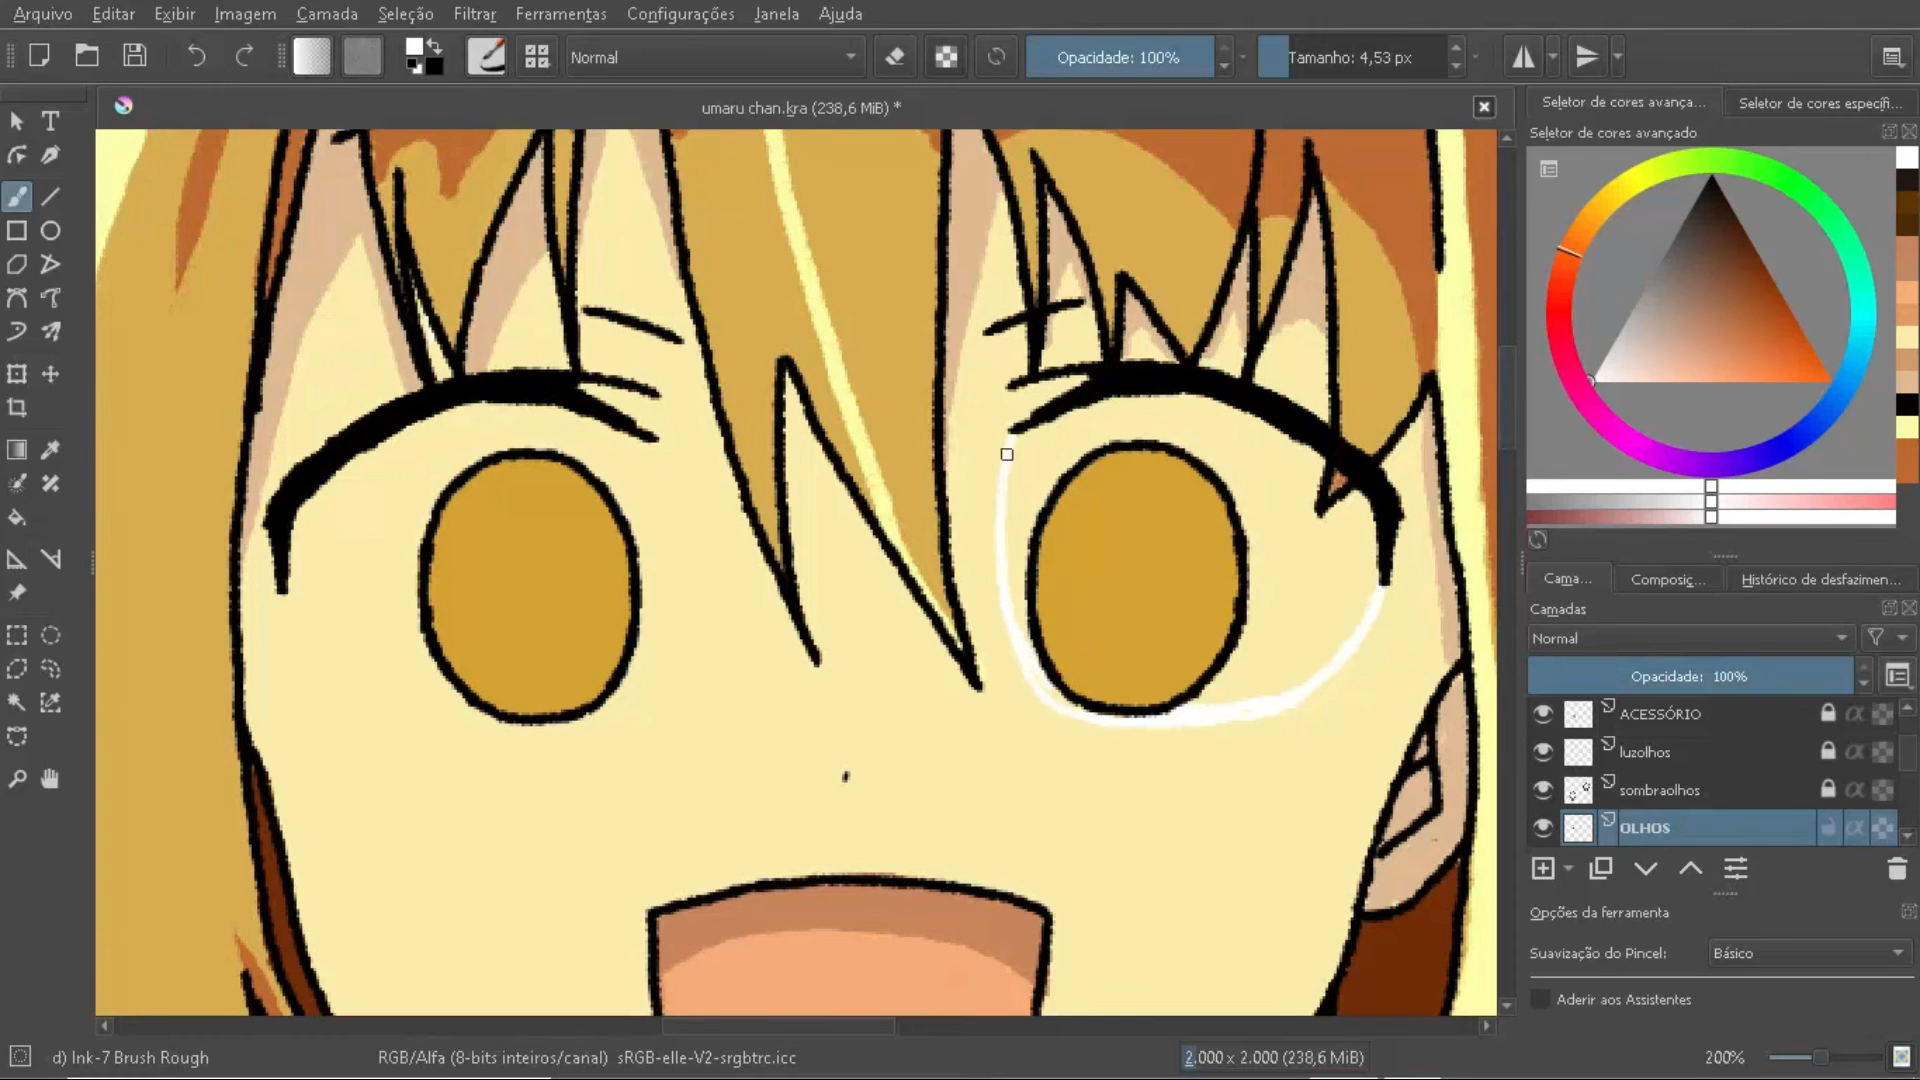 Arquivo Editar Exibir Imagem Camada Seleção Filtrar Ferramentas Configurações Janela Ajuda
Normal Opacidade: 100% Tamanho: 4,53 px
umaru chan.kra (238,6 MiB) *
Seletor de cores avança... Seletor de cores específi...
Seletor de cores avançado
Cama... Composiç... Histórico de desfazimen...
Camadas
Normal
Opacidade: 100%
ACESSÓRIO
luzolhos
sombraolhos
OLHOS
Opções da ferramenta
Suavização do Pincel: Básico
Aderir aos Assistentes
d) Ink-7 Brush Rough RGB/Alfa (8-bits inteiros/canal) sRGB-elle-V2-srgbtrc.icc 2.000 x 2.000 (238,6 MiB) 200%